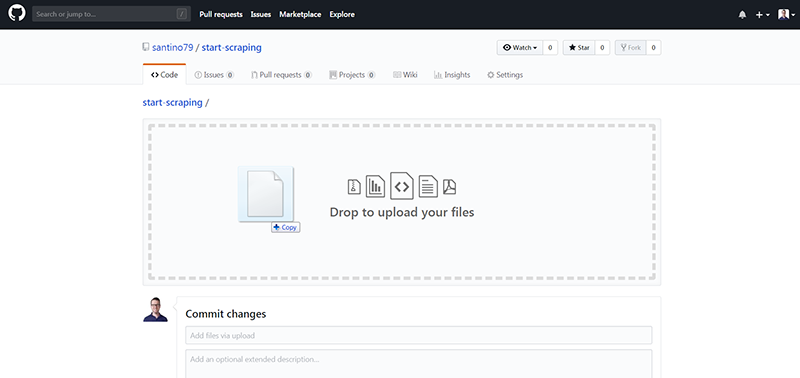 Search or jump to... / Pull requests Issues Marketplace Explore
santino79 / start-scraping Watch 0 Star 0 Fork 0
Code Issues 0 Pull requests 0 Projects 0 Wiki Insights Settings
start-scraping /
Copy
Drop to upload your files
Commit changes
Add files via upload
Add an optional extended description...